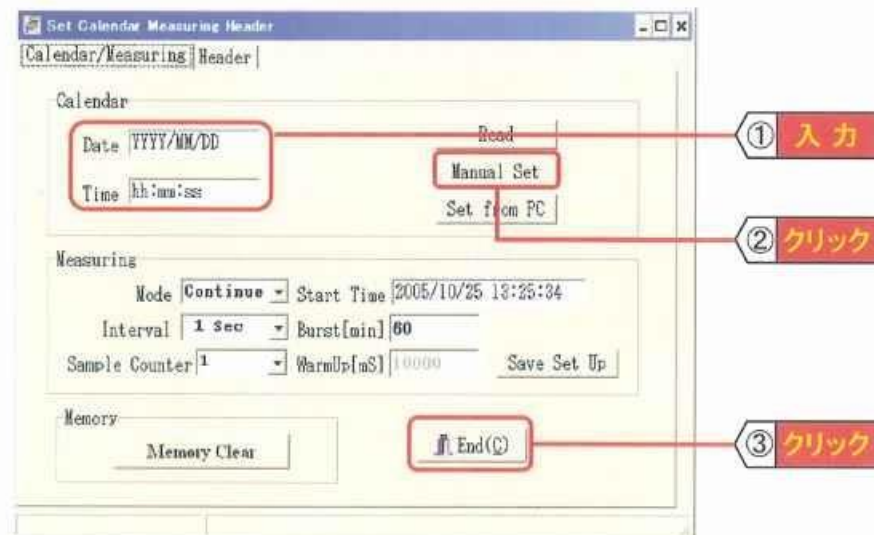 Set Calendar Measuring Header
Calendar/Measuring Header
Calendar
Date YYYY/MM/DD
Read
① 入力
Manual Set
Time hh:mm:ss
Set from PC
② クリック
Measuring
Mode Continue Start Time 2005/10/25 13:25:34
Interval 1 Sec Burst[min] 60
Sample Counter 1 WarmUp[mS] 10000 Save Set Up
Memory
Memory Clear
End(C)
③ クリック